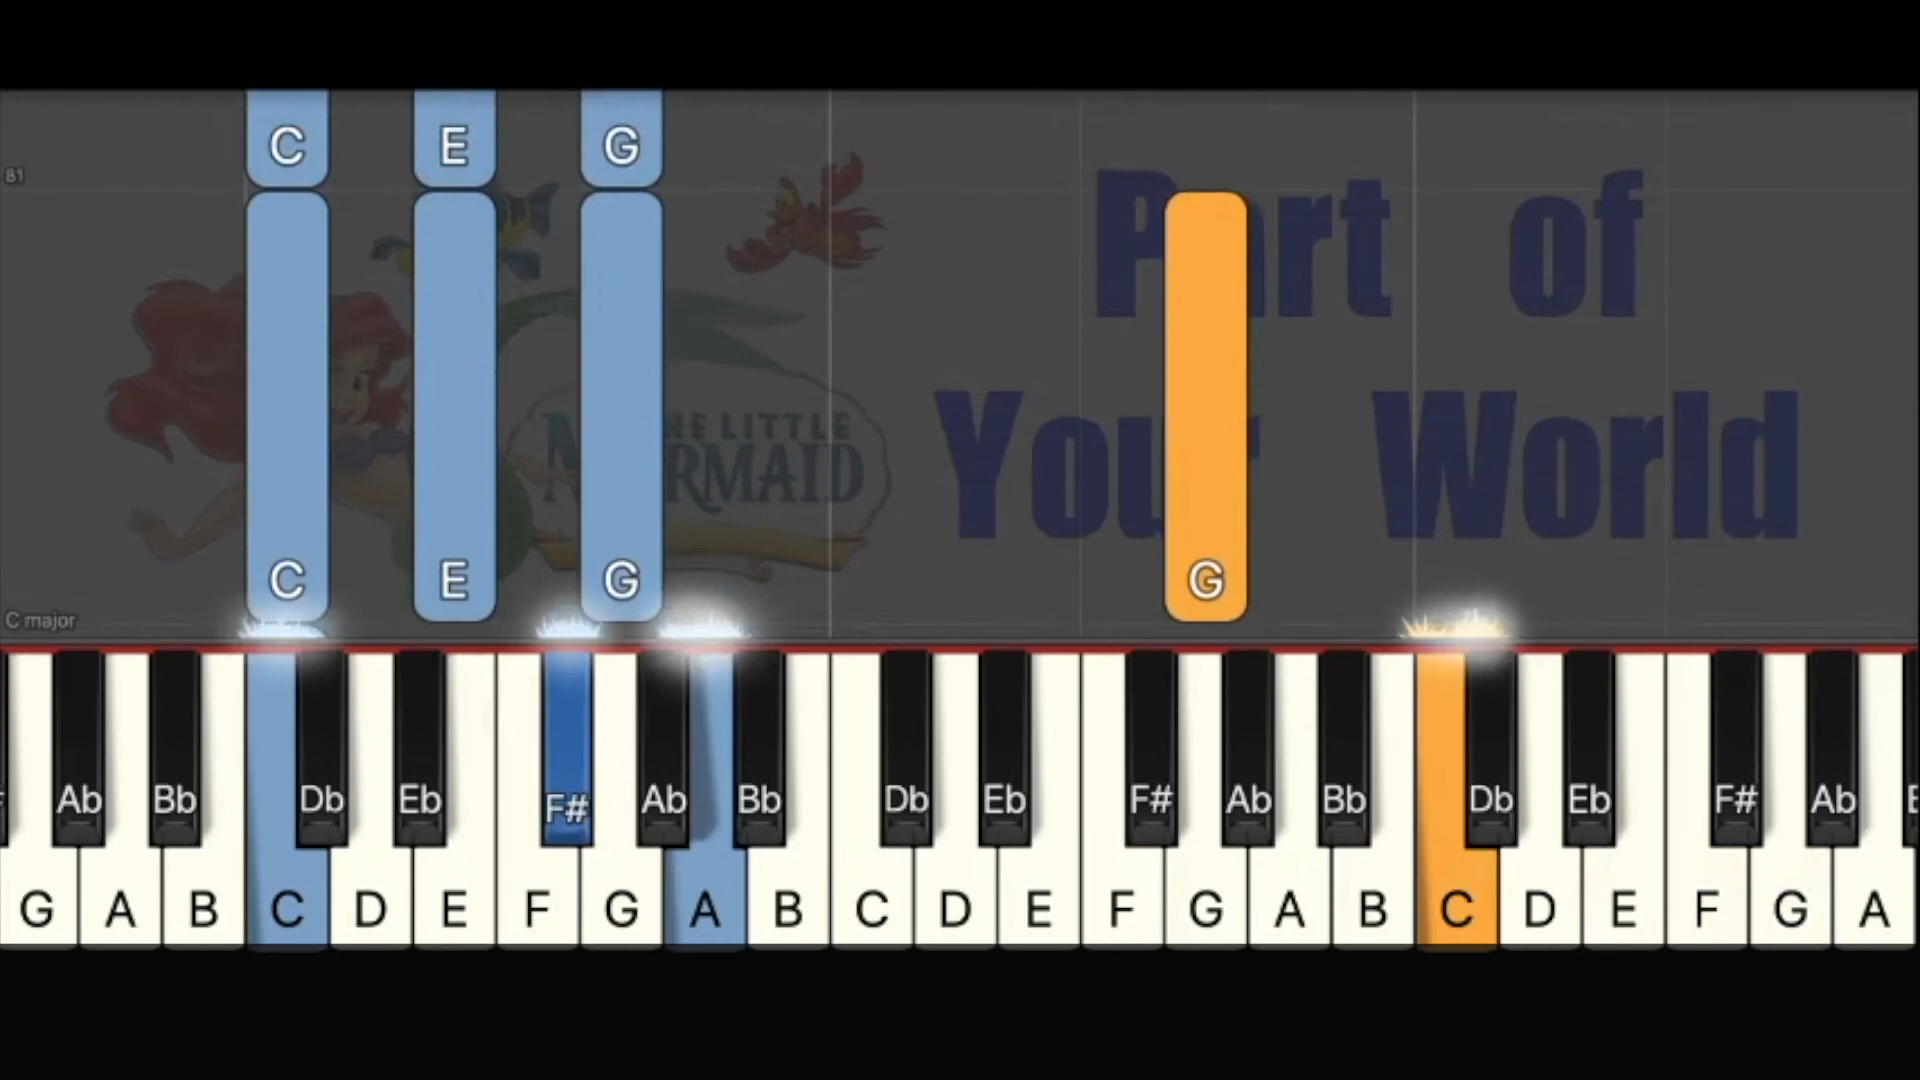 C E G
81
Part of
THE LITTLE
MERMAID
Your World
C E G G
C major
Ab Bb Db Eb F# Ab Bb Db Eb F# Ab Bb Db Eb F# Ab
G A B C D E F G A B C D E F G A B C D E F G A